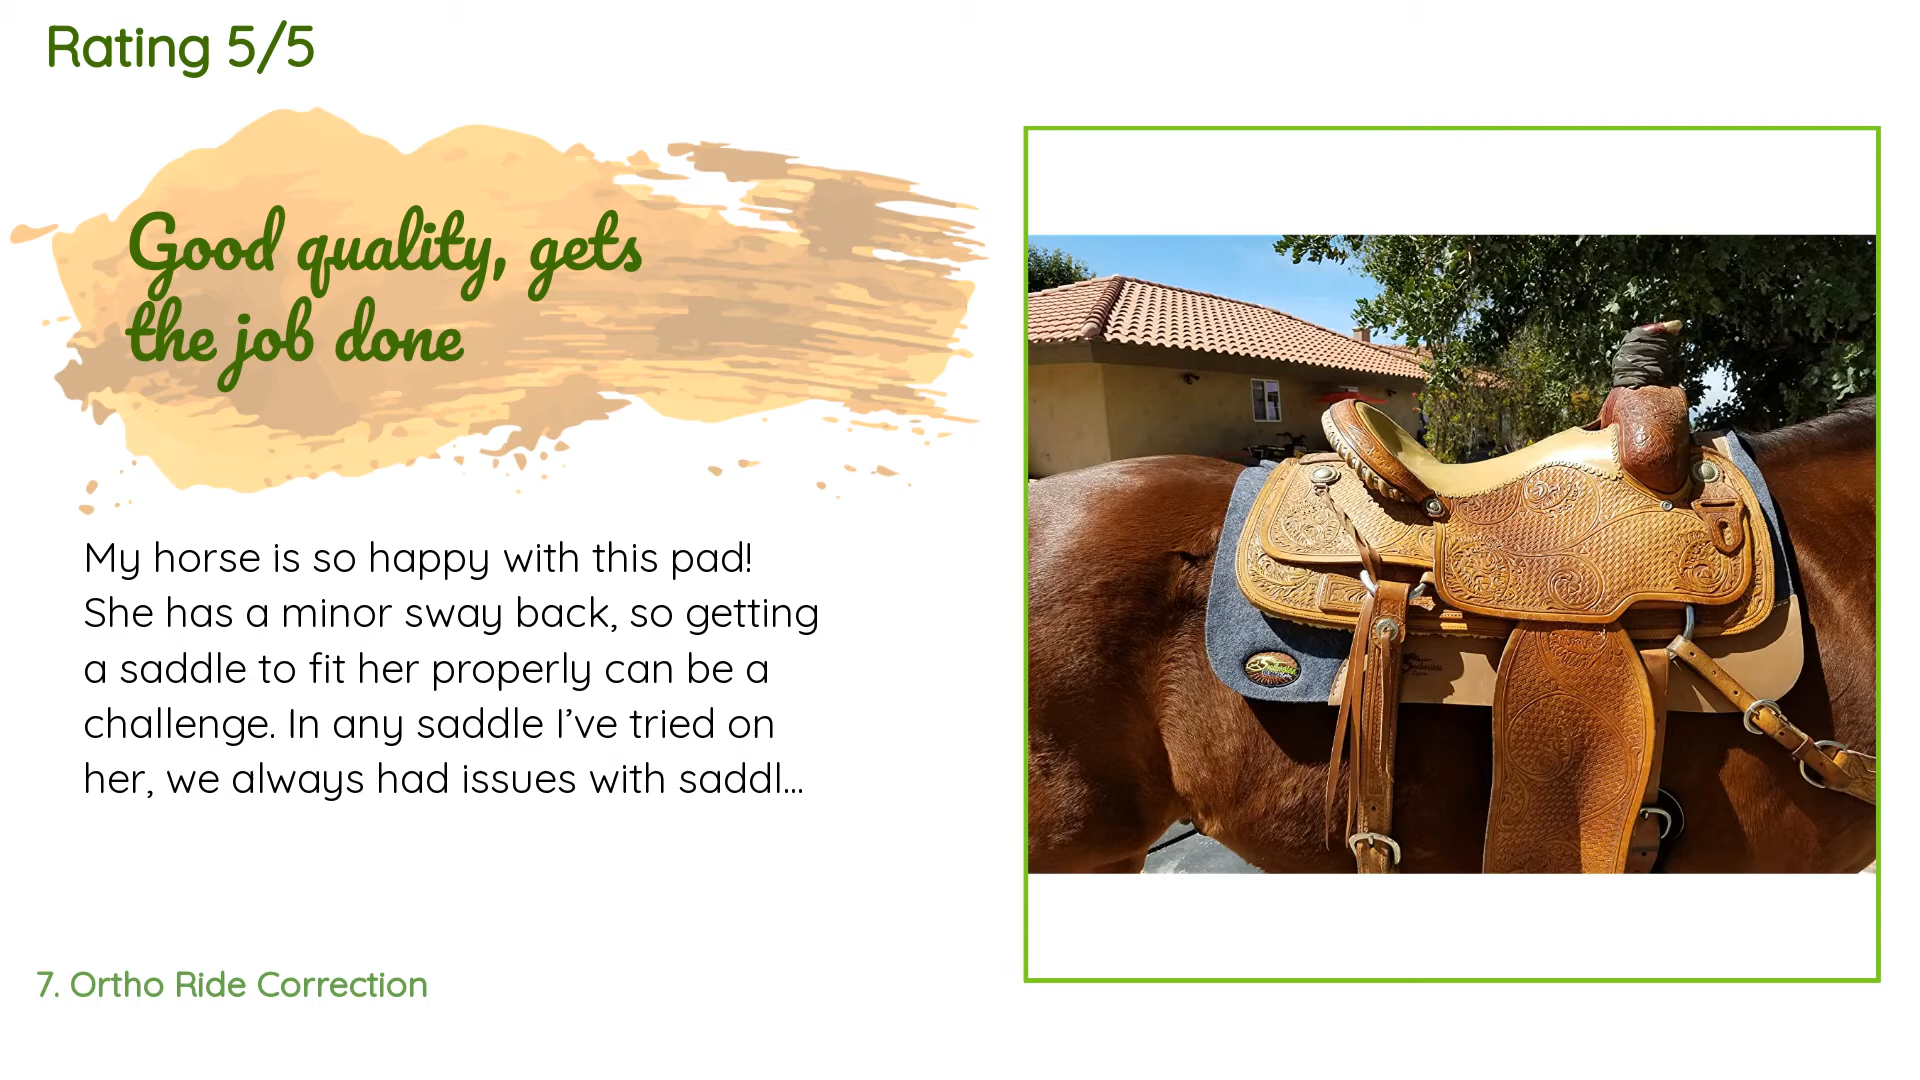 Rating 5/5
Good quality, gets
the job done
My horse is so happy with this pad!
She has a minor sway back, so getting
a saddle to fit her properly can be a
challenge. In any saddle I’ve tried on
her, we always had issues with saddl...
7. Ortho Ride Correction